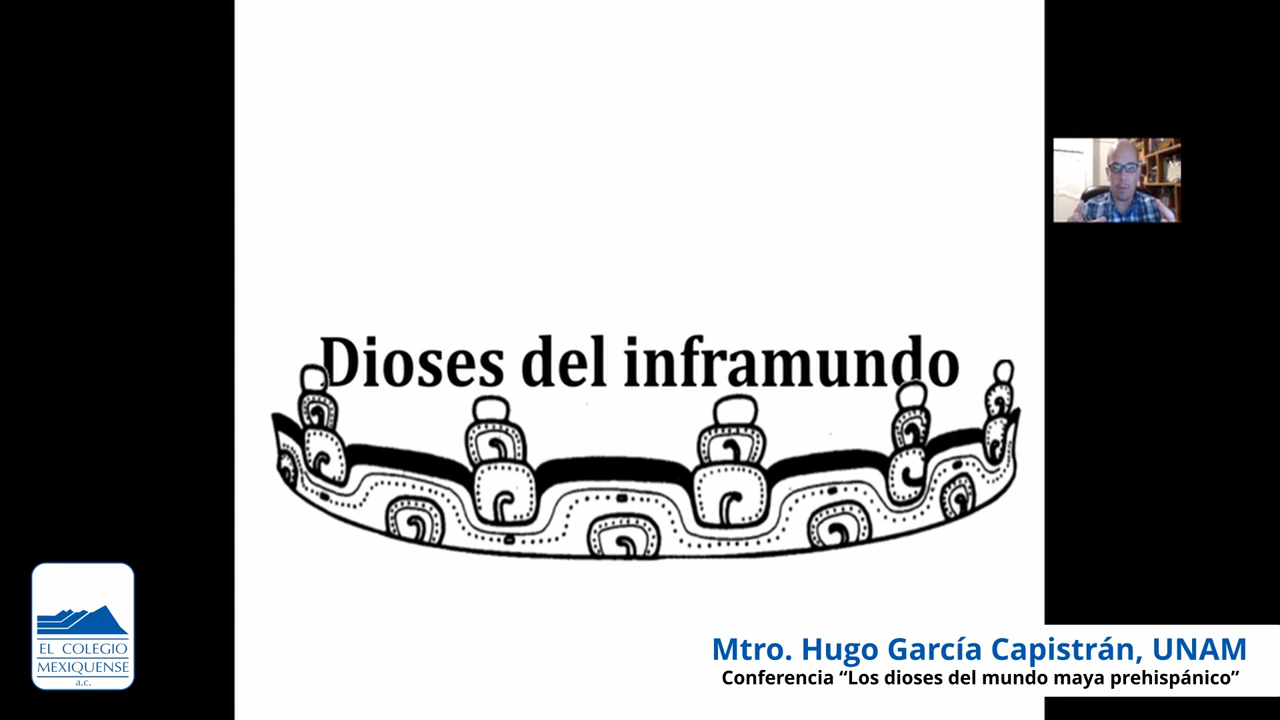 Dioses del inframundo
EL COLEGIO
MEXIQUENSE
a.c.
Mtro. Hugo García Capistrán, UNAM
Conferencia “Los dioses del mundo maya prehispánico”